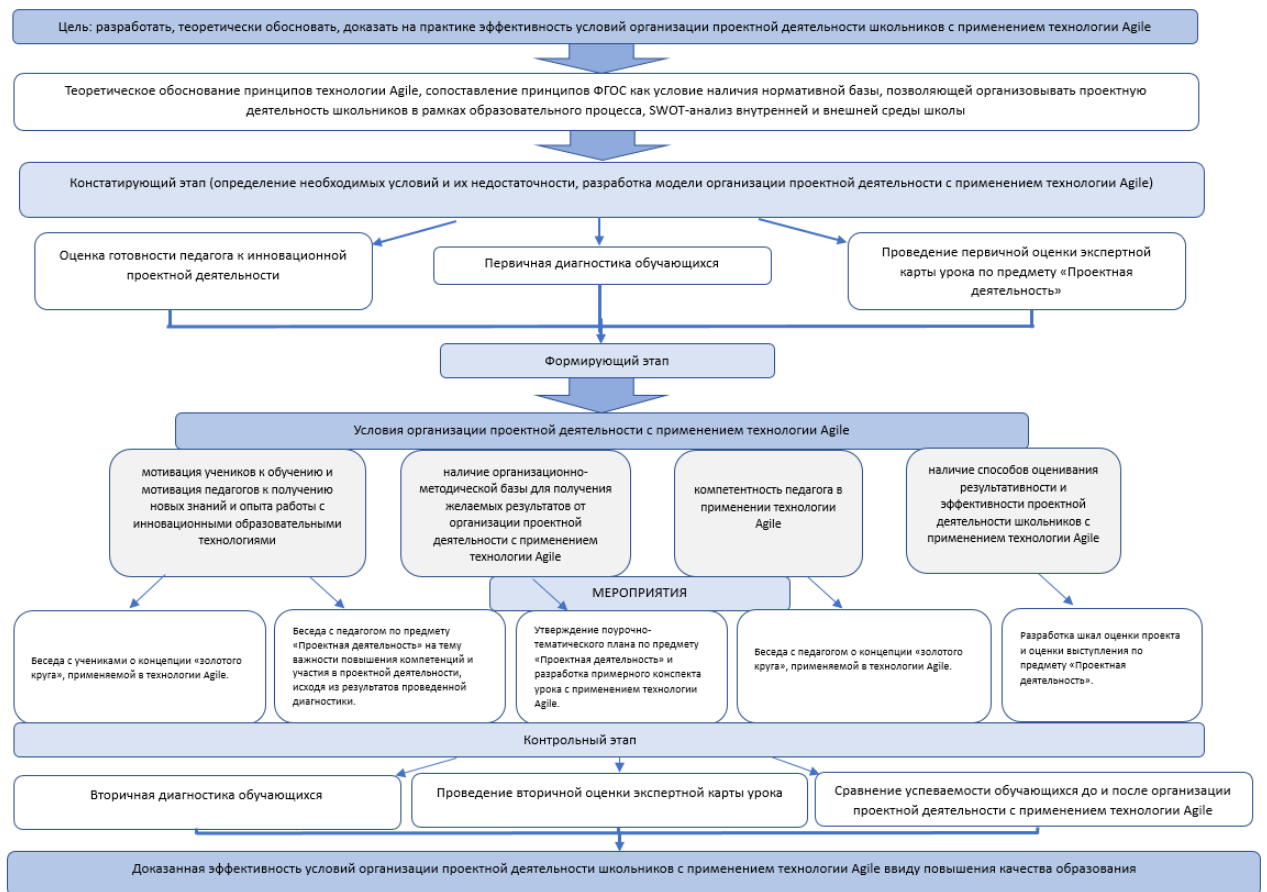 Цель: разработать, теоретически обосновать, доказать на практике эффективность условий организации проектной деятельности школьников с применением технологии Agile
Теоретическое обоснование принципов технологии Agile, сопоставление принципов ФГОС как условие наличия нормативной базы, позволяющей организовывать проектную
деятельность школьников в рамках образовательного процесса, SWOT-анализ внутренней и внешней среды школы
Констатирующий этап (определение необходимых условий и их недостаточности, разработка модели организации проектной деятельности с применением технологии Agile)
Оценка готовности педагога к инновационной
проектной деятельности
Первичная диагностика обучающихся
Проведение первичной оценки экспертной
карты урока по предмету «Проектная
деятельность»
Формирующий этап
Условия организации проектной деятельности с применением технологии Agile
мотивация учеников к обучению и
мотивация педагогов к получению
новых знаний и опыта работы с
инновационными образовательными
технологиями
наличие организационно-
методической базы для получения
желаемых результатов от
организации проектной
деятельности с применением
технологии Agile
компетентность педагога в
применении технологии
Agile
наличие способов оценивания
результативности и
эффективности проектной
деятельности школьников с
применением технологии Agile
МЕРОПРИЯТИЯ
Беседа с учениками о концепции «золотого
круга», применяемой в технологии Agile.
Беседа с педагогом по предмету
«Проектная деятельность» на тему
важности повышения компетенций и
участия в проектной деятельности,
исходя из результатов проведенной
диагностики.
Утверждение поурочно-
тематического плана по предмету
«Проектная деятельность» и
разработка примерного конспекта
урока с применением технологии
Agile.
Беседа с педагогом о концепции «золотого
круга», применяемой в технологии Agile.
Разработка шкал оценки проекта
и оценки выступления по
предмету «Проектная
деятельность».
Контрольный этап
Вторичная диагностика обучающихся
Проведение вторичной оценки экспертной карты урока
Сравнение успеваемости обучающихся до и после организации
проектной деятельности с применением технологии Agile
Доказанная эффективность условий организации проектной деятельности школьников с применением технологии Agile ввиду повышения качества образования